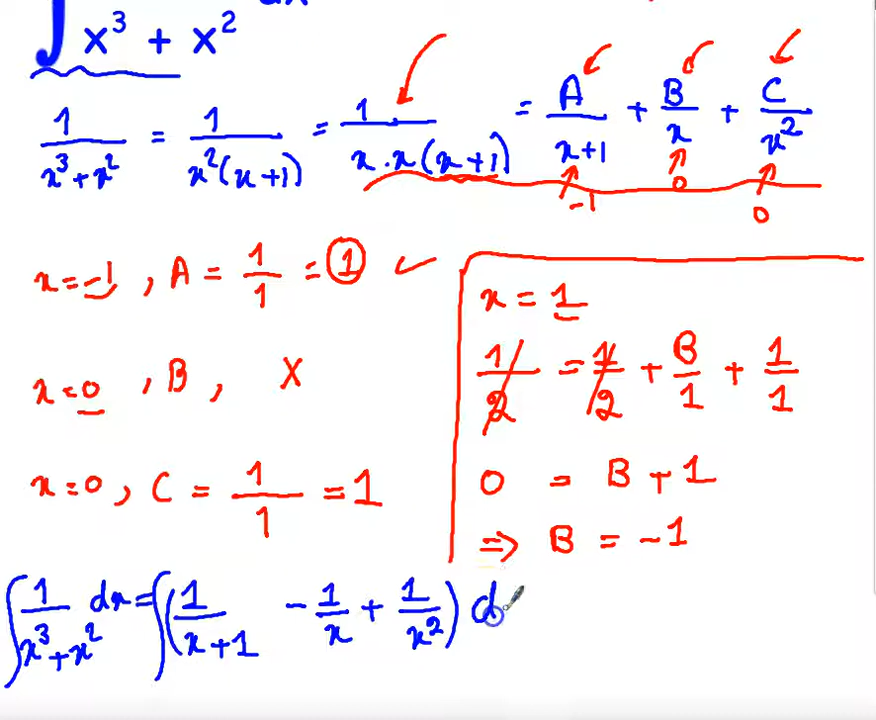 ∫ x³ + x² dx
1/(x³+x²) = 1/(x²(x+1)) = 1/(x·x(x+1)) = A/(x+1) + B/x + C/x²
-1 0 0
x=-1, A = 1/1 = 1 ✓
x=0, B, X
x=0, C = 1/1 = 1
x = 1
1/2 = 1/2 + B/1 + 1/1
0 = B + 1
⇒ B = -1
∫ 1/(x³+x²) dx = ∫(1/(x+1) - 1/x + 1/x²) d